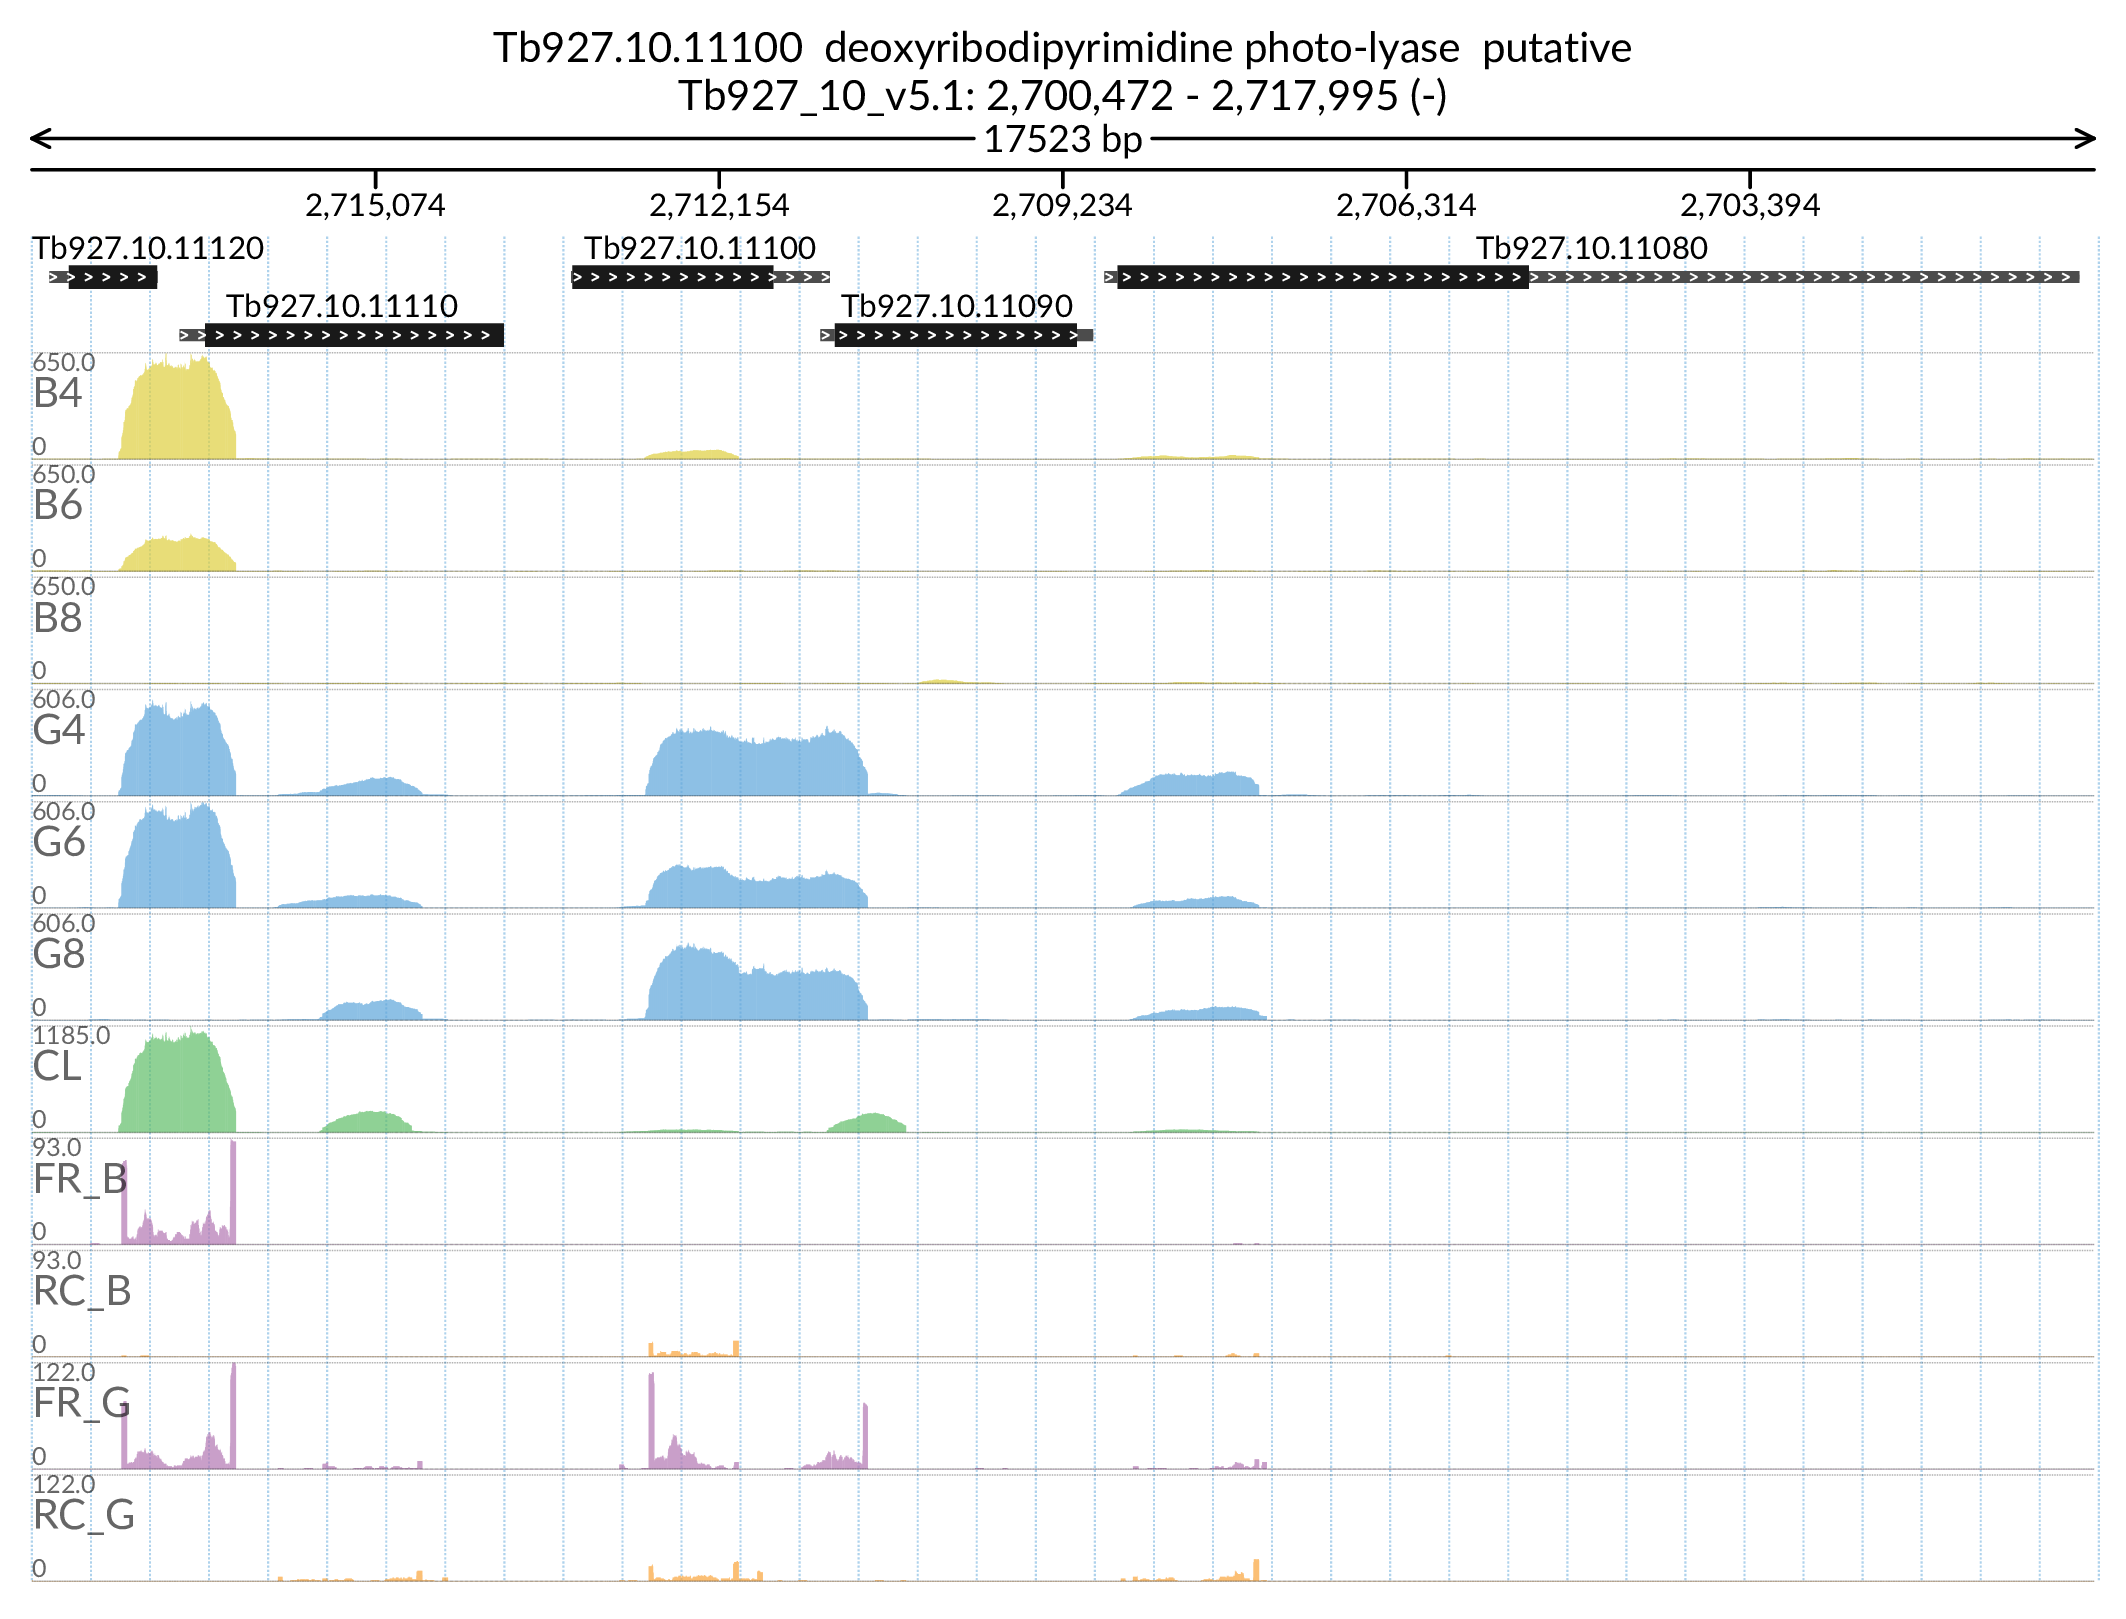 Tb927.10.11100  deoxyribodipyrimidine photo-lyase  putative
Tb927_10_v5.1: 2,700,472 - 2,717,995 (-)
17523 bp
2,715,074 2,712,154 2,709,234 2,706,314 2,703,394
Tb927.10.11120 Tb927.10.11100 Tb927.10.11080
Tb927.10.11110 Tb927.10.11090
650.0
B4
0
650.0
B6
0
650.0
B8
0
606.0
G4
0
606.0
G6
0
606.0
G8
0
1185.0
CL
0
93.0
FR_B
0
93.0
RC_B
0
122.0
FR_G
0
122.0
RC_G
0